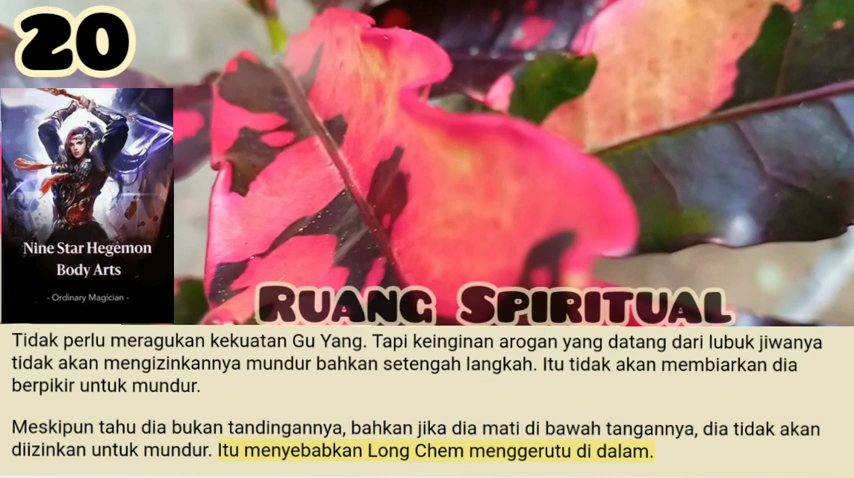 20
Nine Star Hegemon
Body Arts
- Ordinary Magician -
Ruang Spiritual
Tidak perlu meragukan kekuatan Gu Yang. Tapi keinginan arogan yang datang dari lubuk jiwanya
tidak akan mengizinkannya mundur bahkan setengah langkah. Itu tidak akan membiarkan dia
berpikir untuk mundur.
Meskipun tahu dia bukan tandingannya, bahkan jika dia mati di bawah tangannya, dia tidak akan
diizinkan untuk mundur. Itu menyebabkan Long Chem menggerutu di dalam.